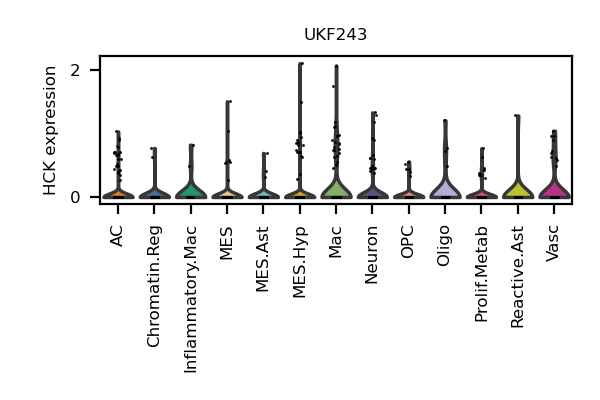 UKF243
HCK expression
2
0
AC
Chromatin.Reg
Inflammatory.Mac
MES
MES.Ast
MES.Hyp
Mac
Neuron
OPC
Oligo
Prolif.Metab
Reactive.Ast
Vasc